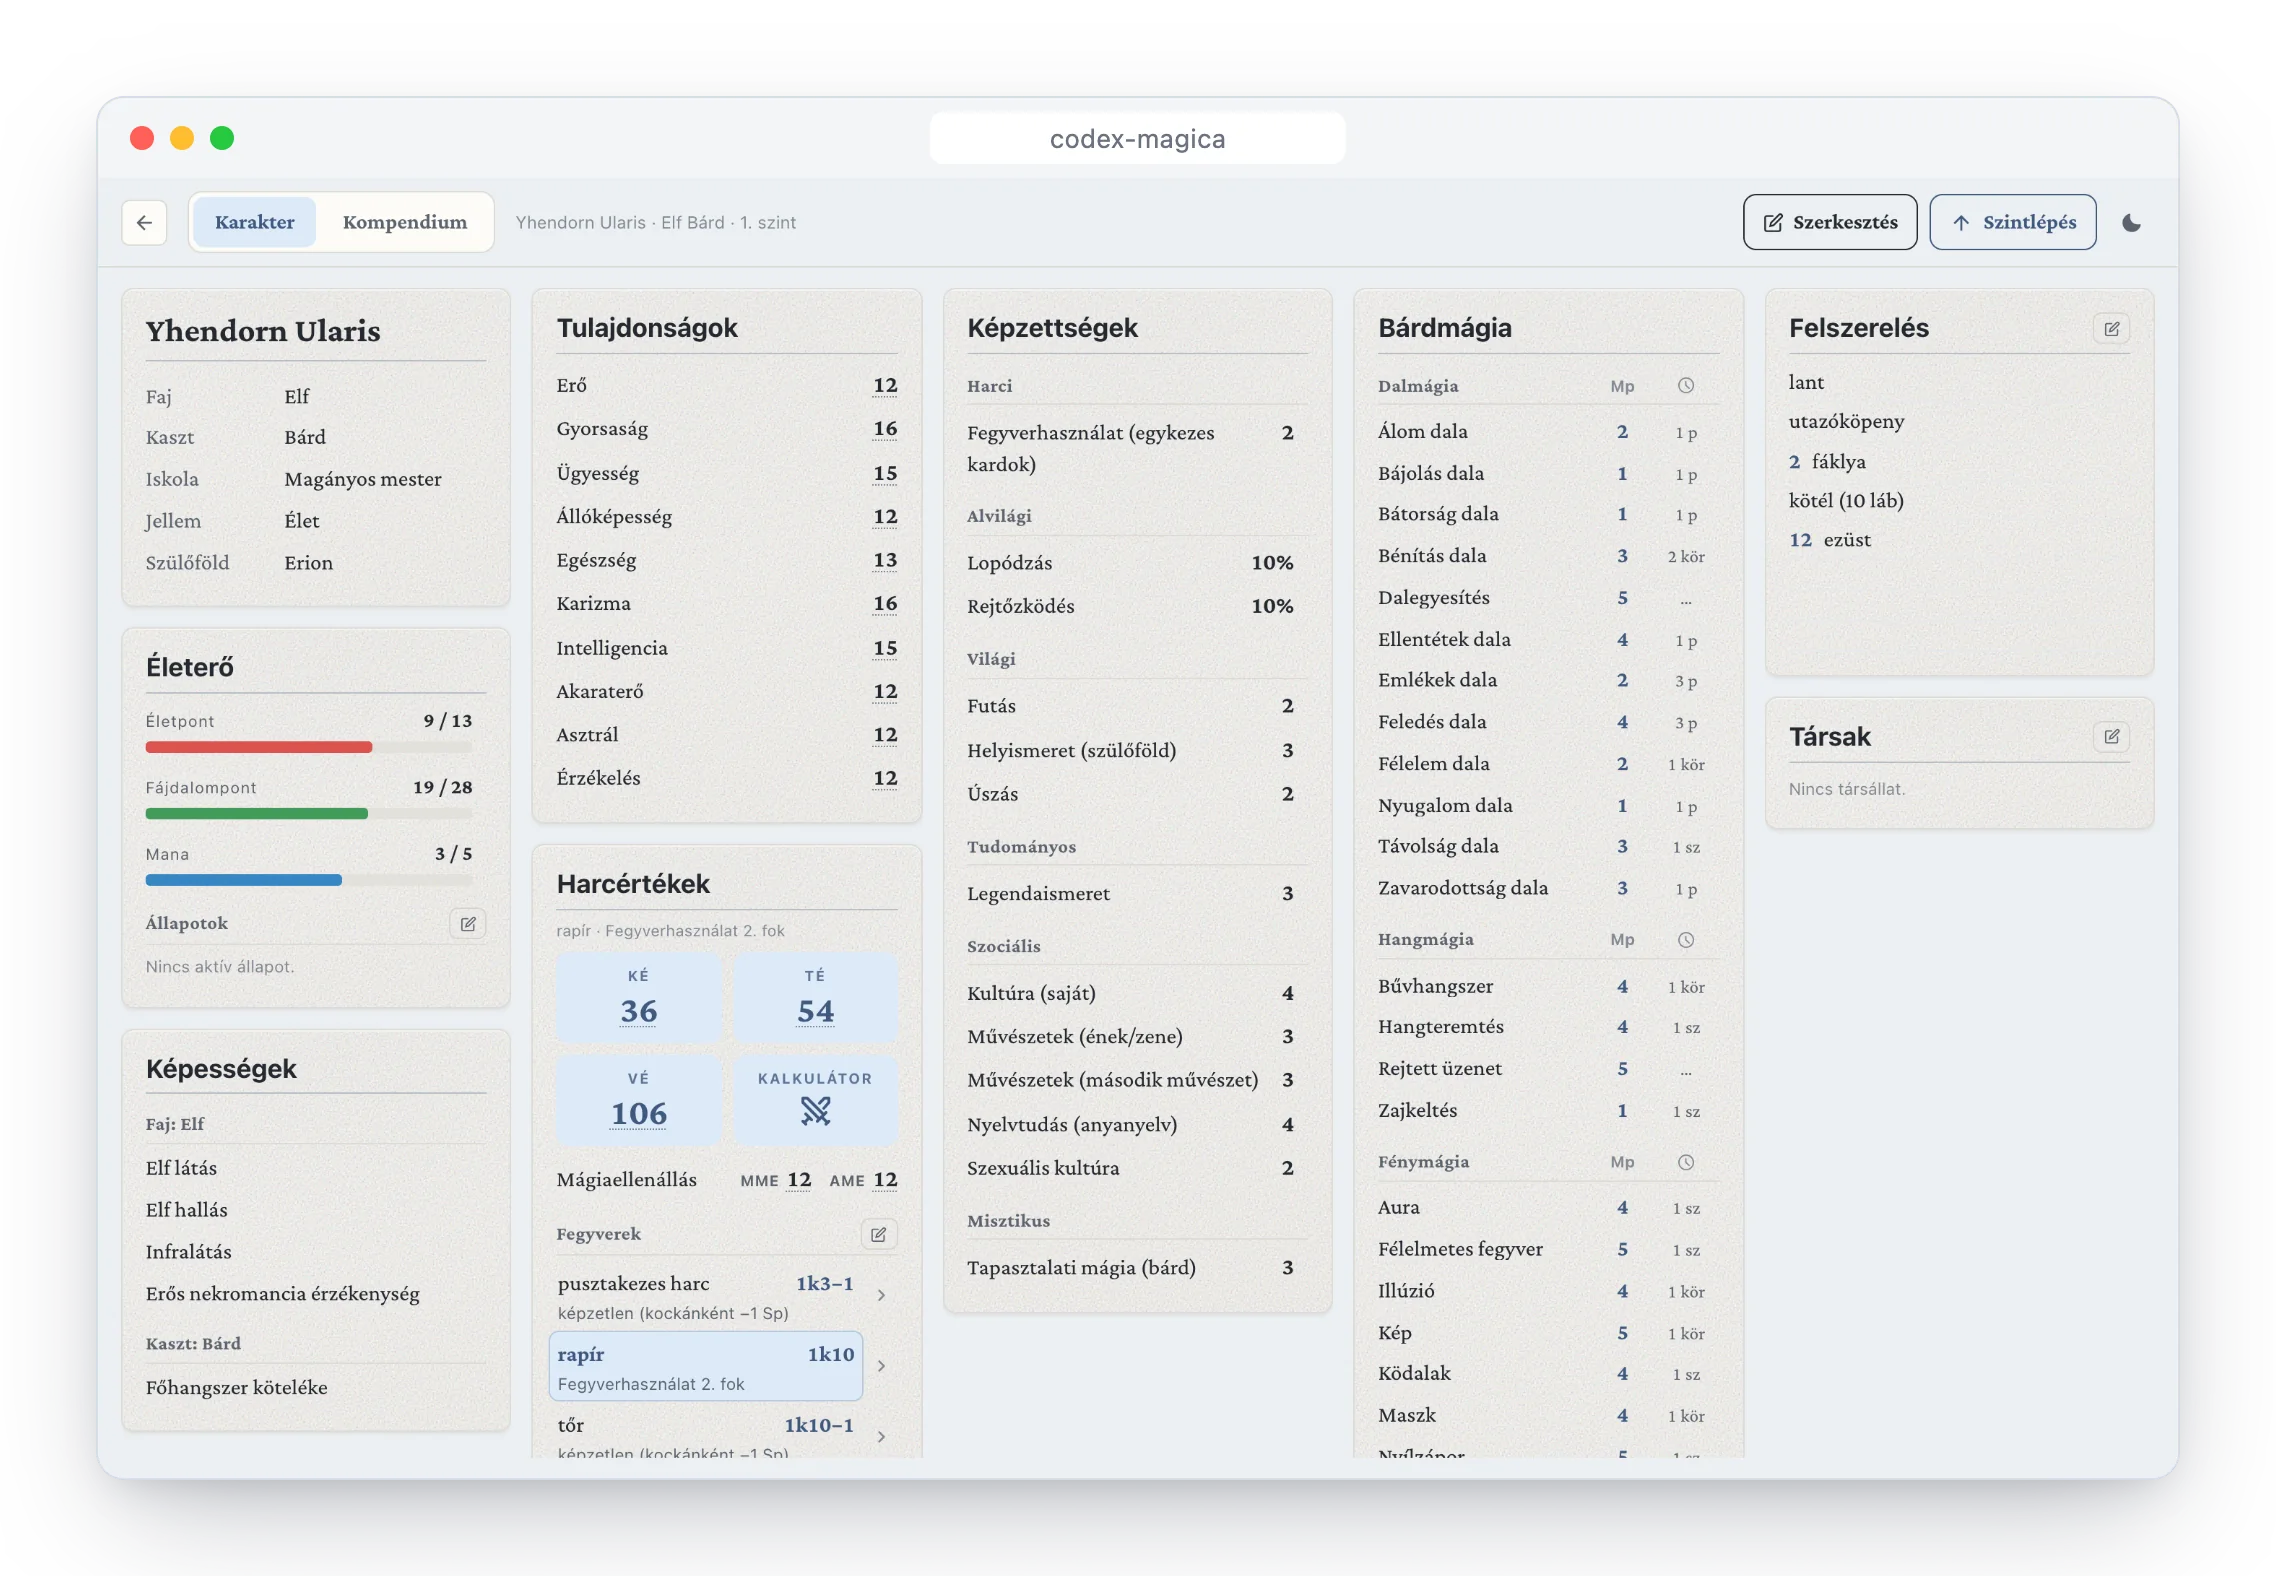 codex-magica
Karakter
Kompendium
Yhendorn Ularis · Elf Bárd · 1. szint
Szerkesztés
Szintlépés
Yhendorn Ularis
Faj Elf
Kaszt Bárd
Iskola Magányos mester
Jellem Élet
Szülőföld Erion
Életerő
Életpont 9 / 13
Fájdalompont 19 / 28
Mana 3 / 5
Állapotok
Nincs aktív állapot.
Képességek
Faj: Elf
Elf látás
Elf hallás
Infralátás
Erős nekromancia érzékenység
Kaszt: Bárd
Főhangszer köteléke
Tulajdonságok
Erő 12
Gyorsaság 16
Ügyesség 15
Állóképesség 12
Egészség 13
Karizma 16
Intelligencia 15
Akaraterő 12
Asztrál 12
Érzékelés 12
Harcértékek
rapír · Fegyverhasználat 2. fok
KÉ
36
TÉ
54
VÉ
106
KALKULÁTOR
Mágiaellenállás MME 12 AME 12
Fegyverek
pusztakezes harc 1k3−1
képzetlen (kockánként −1 Sp)
rapír 1k10
Fegyverhasználat 2. fok
tőr 1k10−1
képzetlen (kockánként −1 Sp)
Képzettségek
Harci
Fegyverhasználat (egykezes 2
kardok)
Alvilági
Lopódzás 10%
Rejtőzködés 10%
Világi
Futás 2
Helyismeret (szülőföld) 3
Úszás 2
Tudományos
Legendaismeret 3
Szociális
Kultúra (saját) 4
Művészetek (ének/zene) 3
Művészetek (második művészet) 3
Nyelvtudás (anyanyelv) 4
Szexuális kultúra 2
Misztikus
Tapasztalati mágia (bárd) 3
Bárdmágia
Dalmágia Mp
Álom dala 2 1 p
Bájolás dala 1 1 p
Bátorság dala 1 1 p
Bénítás dala 3 2 kör
Dalegyesítés 5 ...
Ellentétek dala 4 1 p
Emlékek dala 2 3 p
Feledés dala 4 3 p
Félelem dala 2 1 kör
Nyugalom dala 1 1 p
Távolság dala 3 1 sz
Zavarodottság dala 3 1 p
Hangmágia Mp
Bűvhangszer 4 1 kör
Hangteremtés 4 1 sz
Rejtett üzenet 5 ...
Zajkeltés 1 1 sz
Fénymágia Mp
Aura 4 1 sz
Félelmetes fegyver 5 1 sz
Illúzió 4 1 kör
Kép 5 1 kör
Ködalak 4 1 sz
Maszk 4 1 kör
Nyílzápor 5 1 sz
Felszerelés
lant
utazóköpeny
2 fáklya
kötél (10 láb)
12 ezüst
Társak
Nincs társállat.